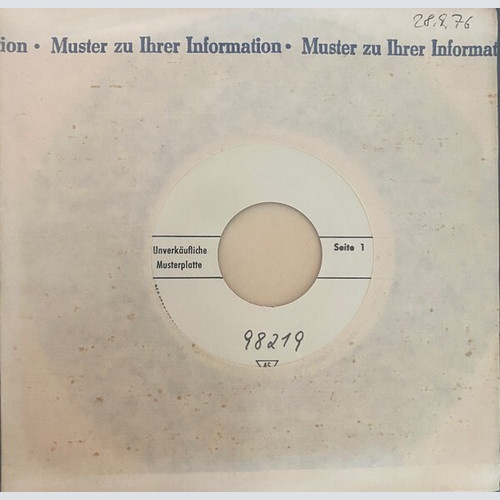 28.9.76
ion • Muster zu Ihrer Information • Muster zu Ihrer Informat
Unverkäufliche
Musterplatte
Seite 1
98219